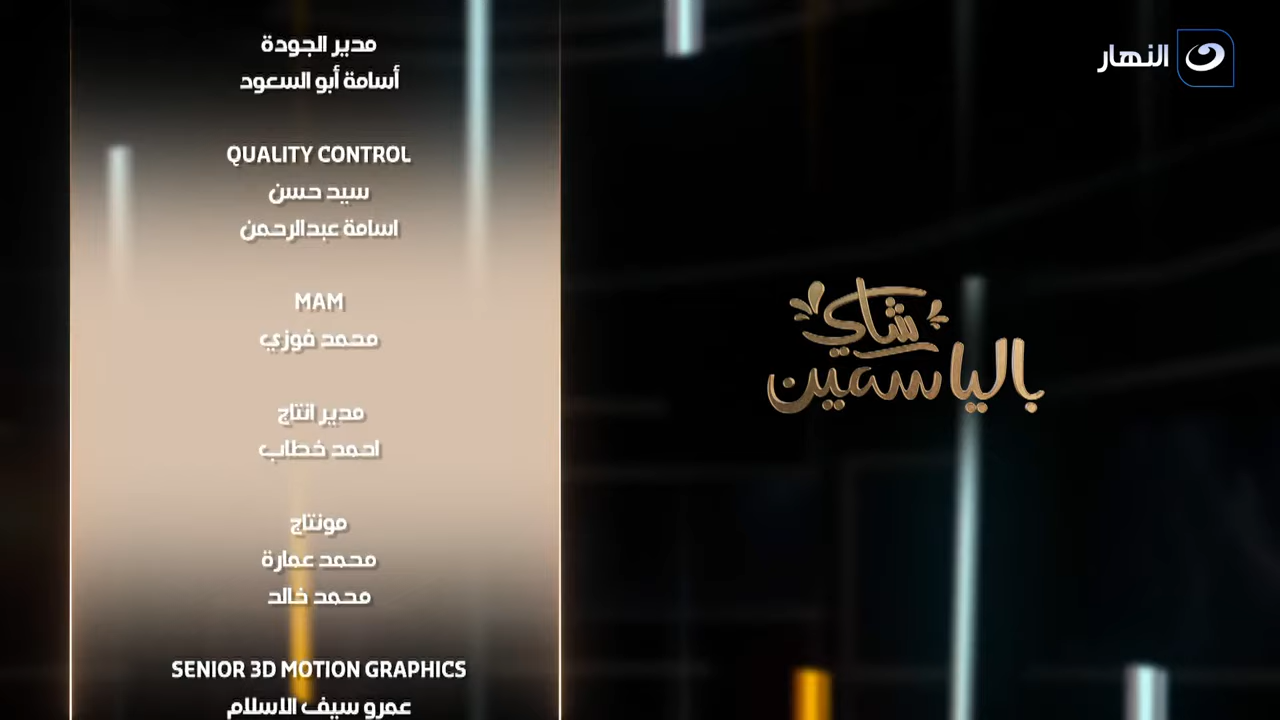 مدير الجودة
أسامة أبو السعود
QUALITY CONTROL
سيد حسن
اسامة عبدالرحمن
MAM
محمد فوزي
مدير انتاج
احمد خطاب
مونتاج
محمد عمارة
محمد خالد
SENIOR 3D MOTION GRAPHICS
عمرو سيف الاسلام
النهار
شاي
بالياسمين